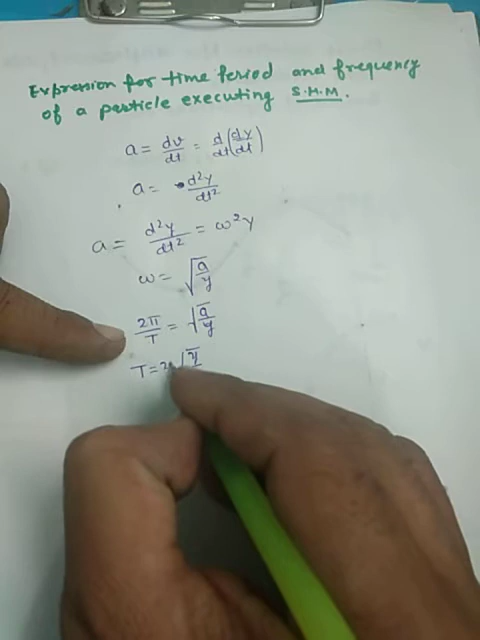 Expression for time Period and frequency
of a particle executing S.H.M.
a = dv/dt = d/dt(dy/dt)
a = d²y/dt²
a = d²y/dt² = ω²y
ω = √a/y
2π/T = √a/y
T = 2 √y